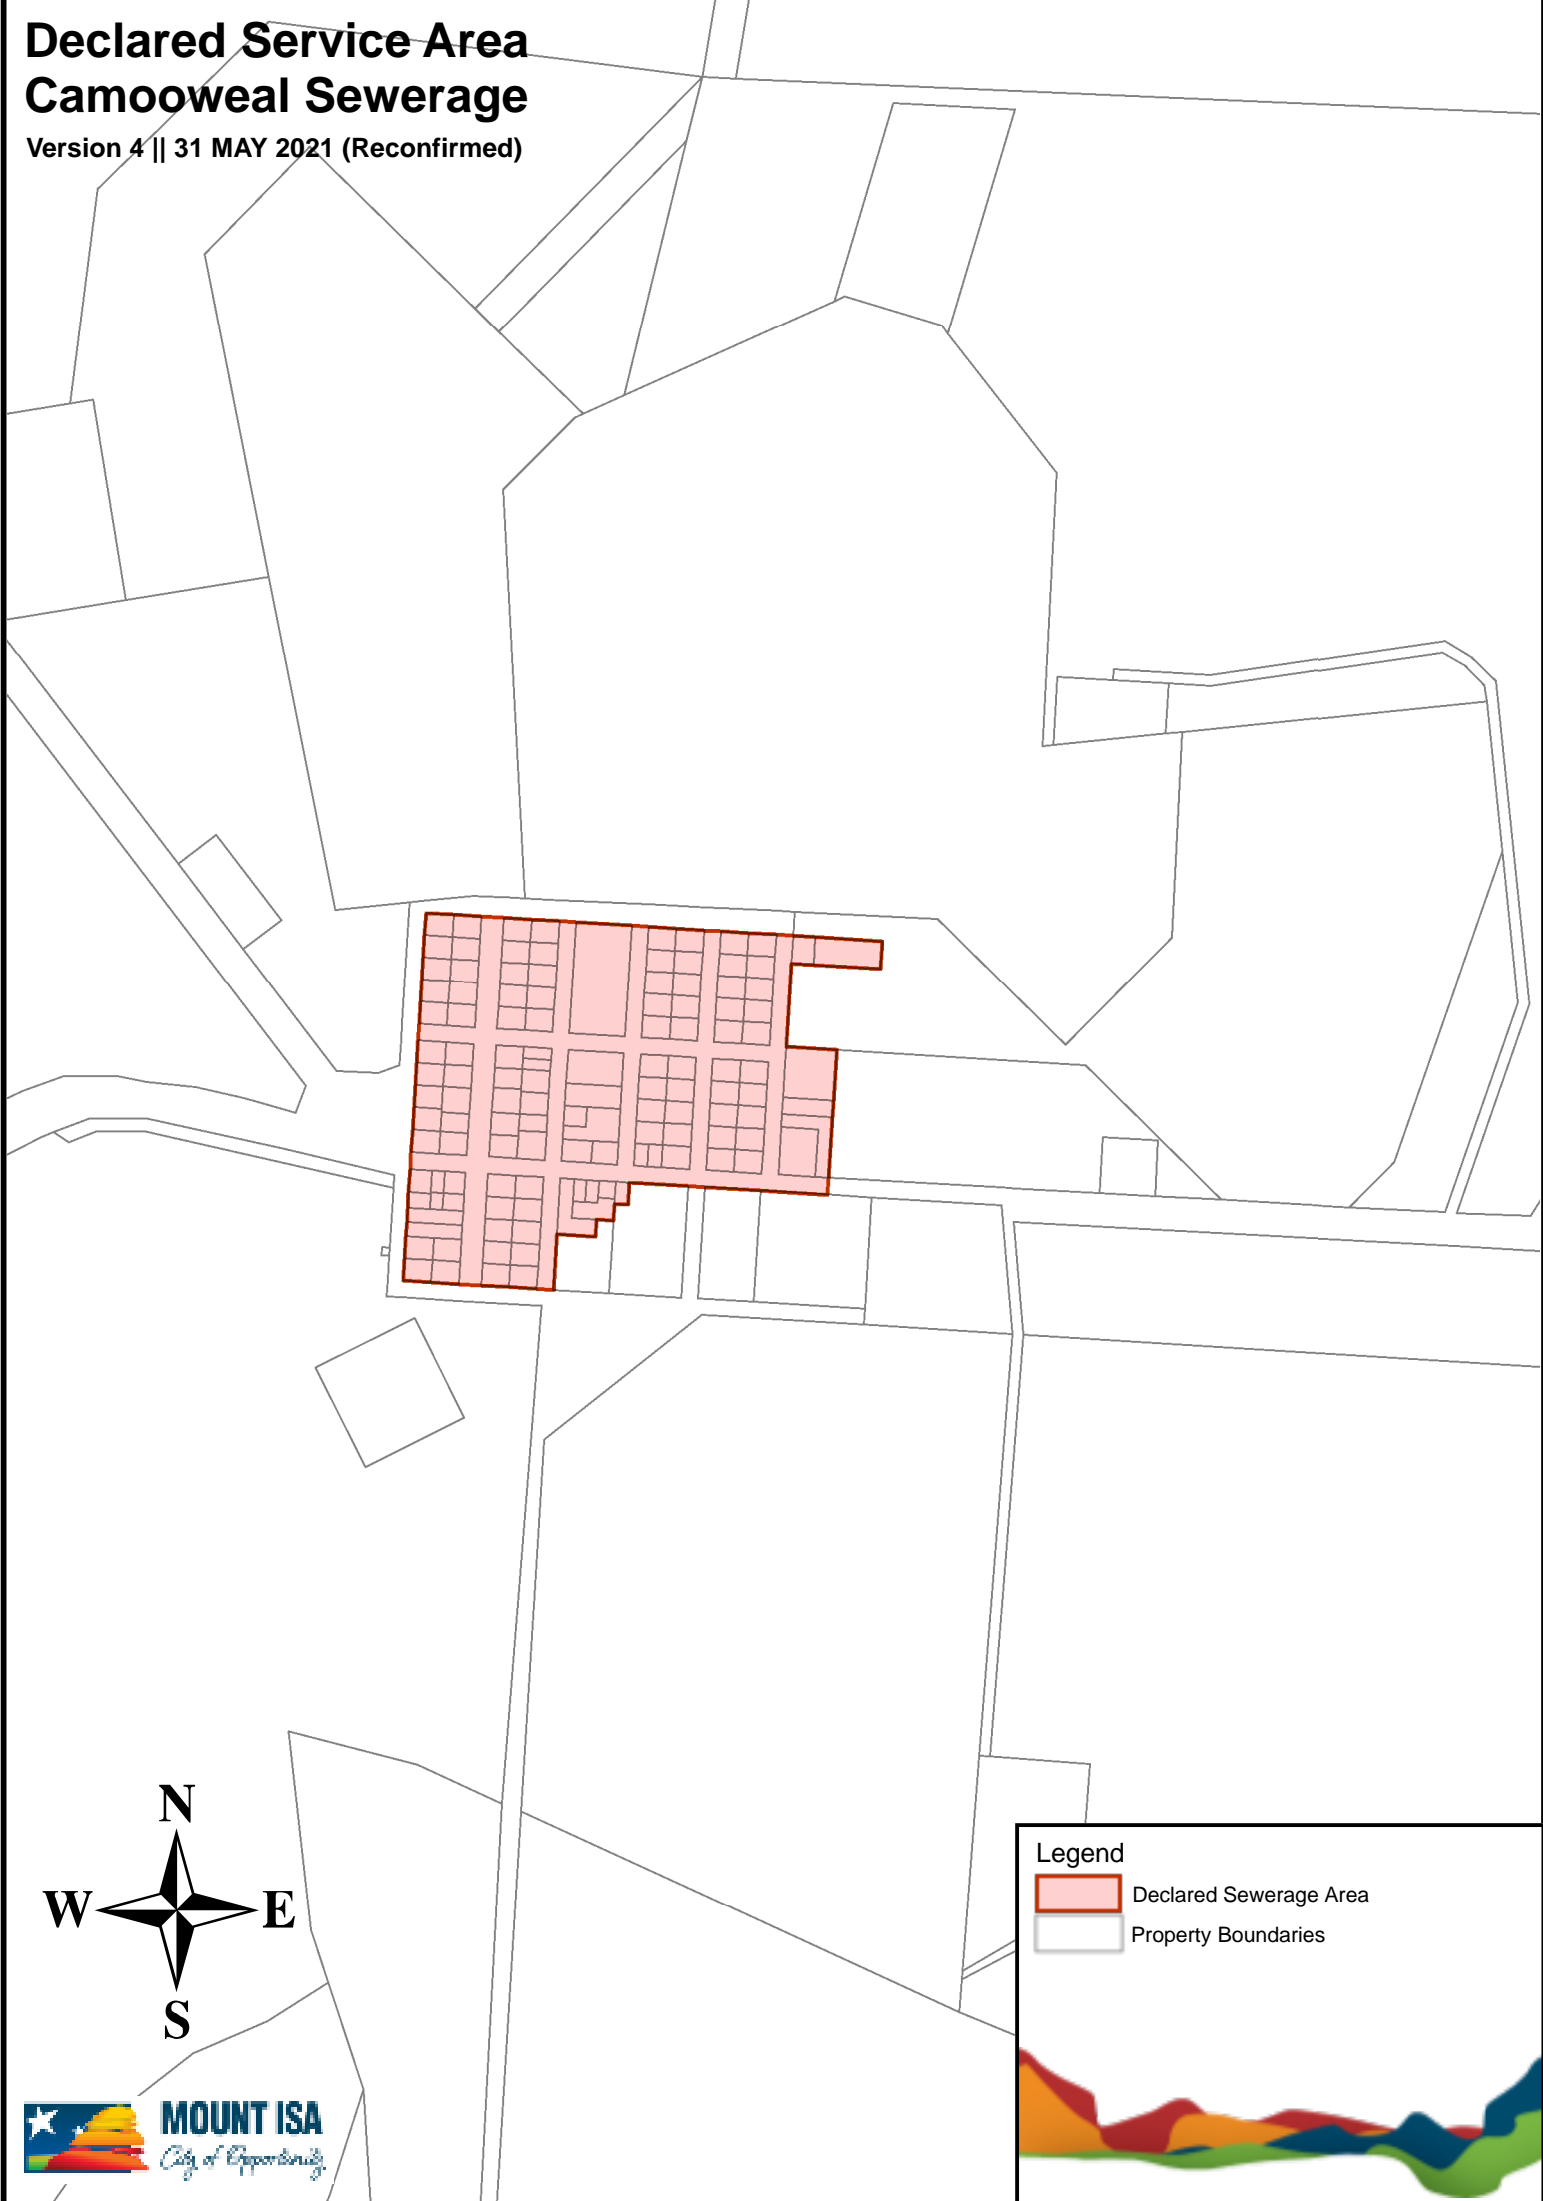 Declared Service Area
Camooweal Sewerage
Version 4 || 31 MAY 2021 (Reconfirmed)
N
W E
S
Legend
Declared Sewerage Area
Property Boundaries
MOUNT ISA
City of Opportunity